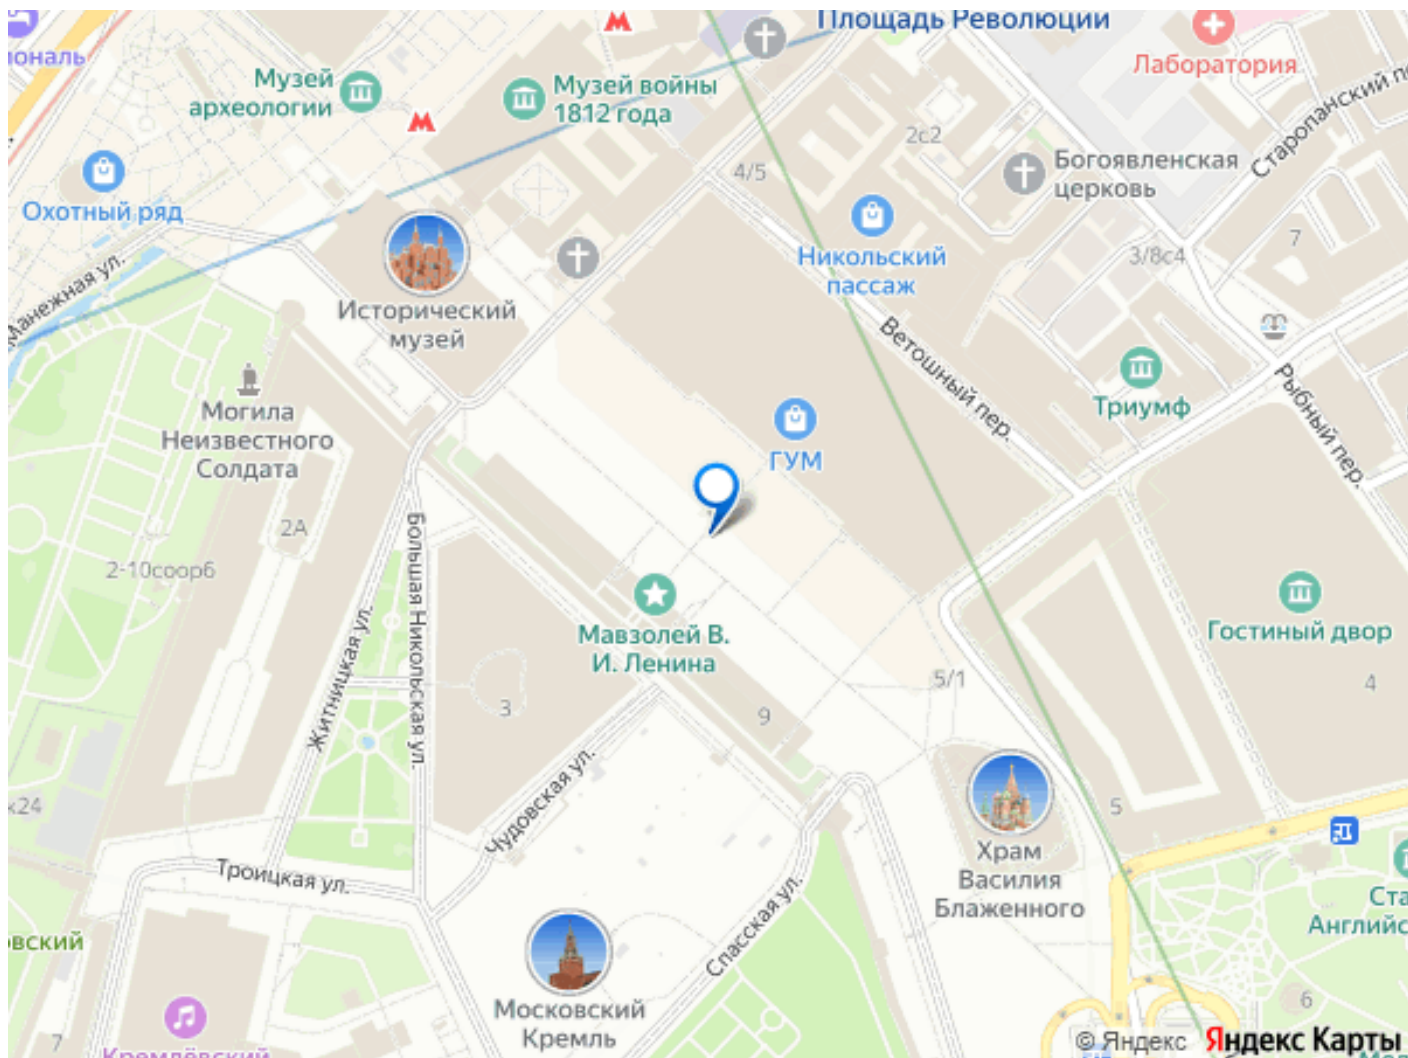 Площадь Революции
Лаборатория
Музей
археологии
Музей войны
1812 года
2с2
Старопанский
4/5
Богоявленская
церковь
Охотный ряд
Никольский
пассаж
7
3/8с4
Манежная ул.
Исторический
музей
Ветошный пер.
Рыбный пер.
Триумф
Могила
Неизвестного
Солдата
ГУМ
2А
2-10соор6
Большая Никольская ул.
Житницкая ул.
Мавзолей В.
И. Ленина
Гостиный двор
5/1
4
3
9
Чудовская ул.
5
к24
Троицкая ул.
Храм
Василия
Блаженного
Спасская ул.
Московский
Кремль
6
7
© Яндекс Яндекс Карты